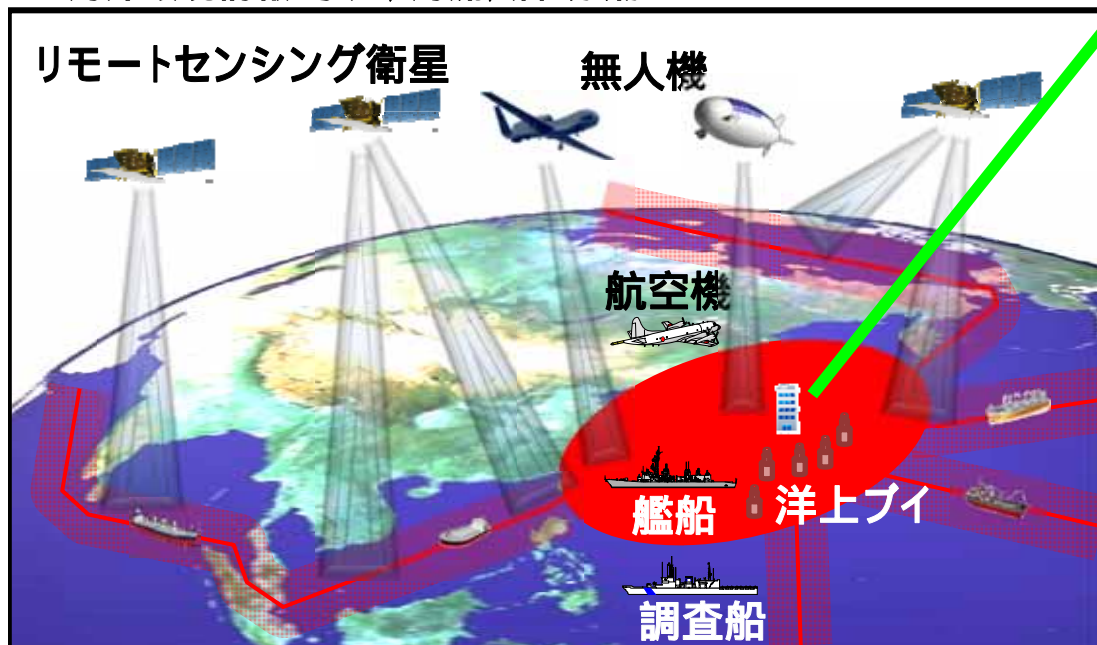 リモートセンシング衛星
無人機
航空機
艦船
洋上ブイ
調査船